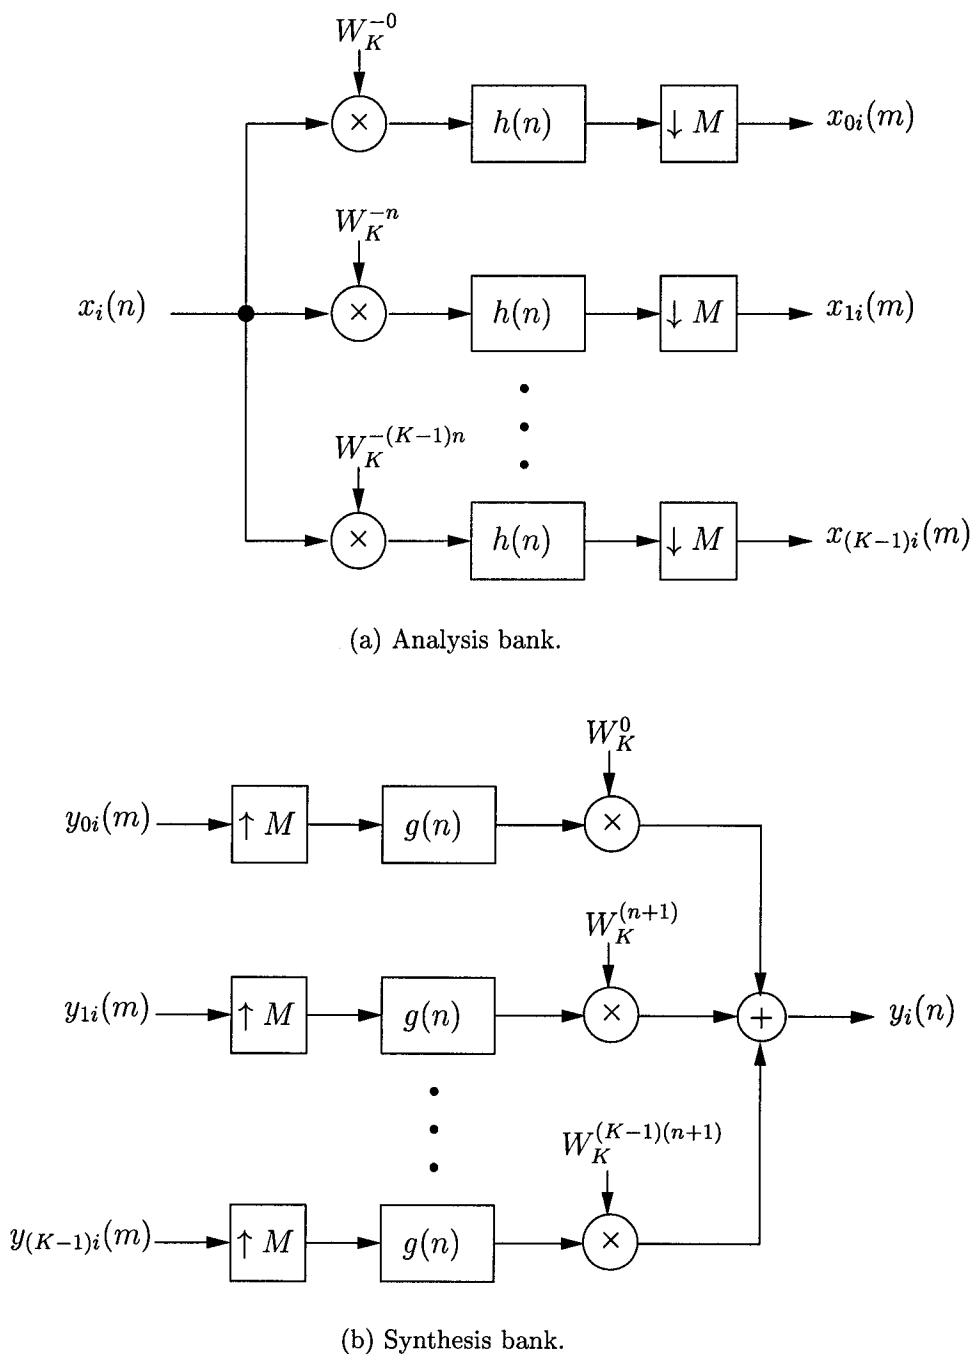 W_K^{-0}
× h(n) ↓ M x_{0i}(m)
W_K^{-n}
x_i(n) × h(n) ↓ M x_{1i}(m)
W_K^{-(K-1)n}
× h(n) ↓ M x_{(K-1)i}(m)
(a) Analysis bank.
W_K^0
y_{0i}(m) ↑ M g(n) ×
W_K^{(n+1)}
y_{1i}(m) ↑ M g(n) × + y_i(n)
W_K^{(K-1)(n+1)}
y_{(K-1)i}(m) ↑ M g(n) ×
(b) Synthesis bank.